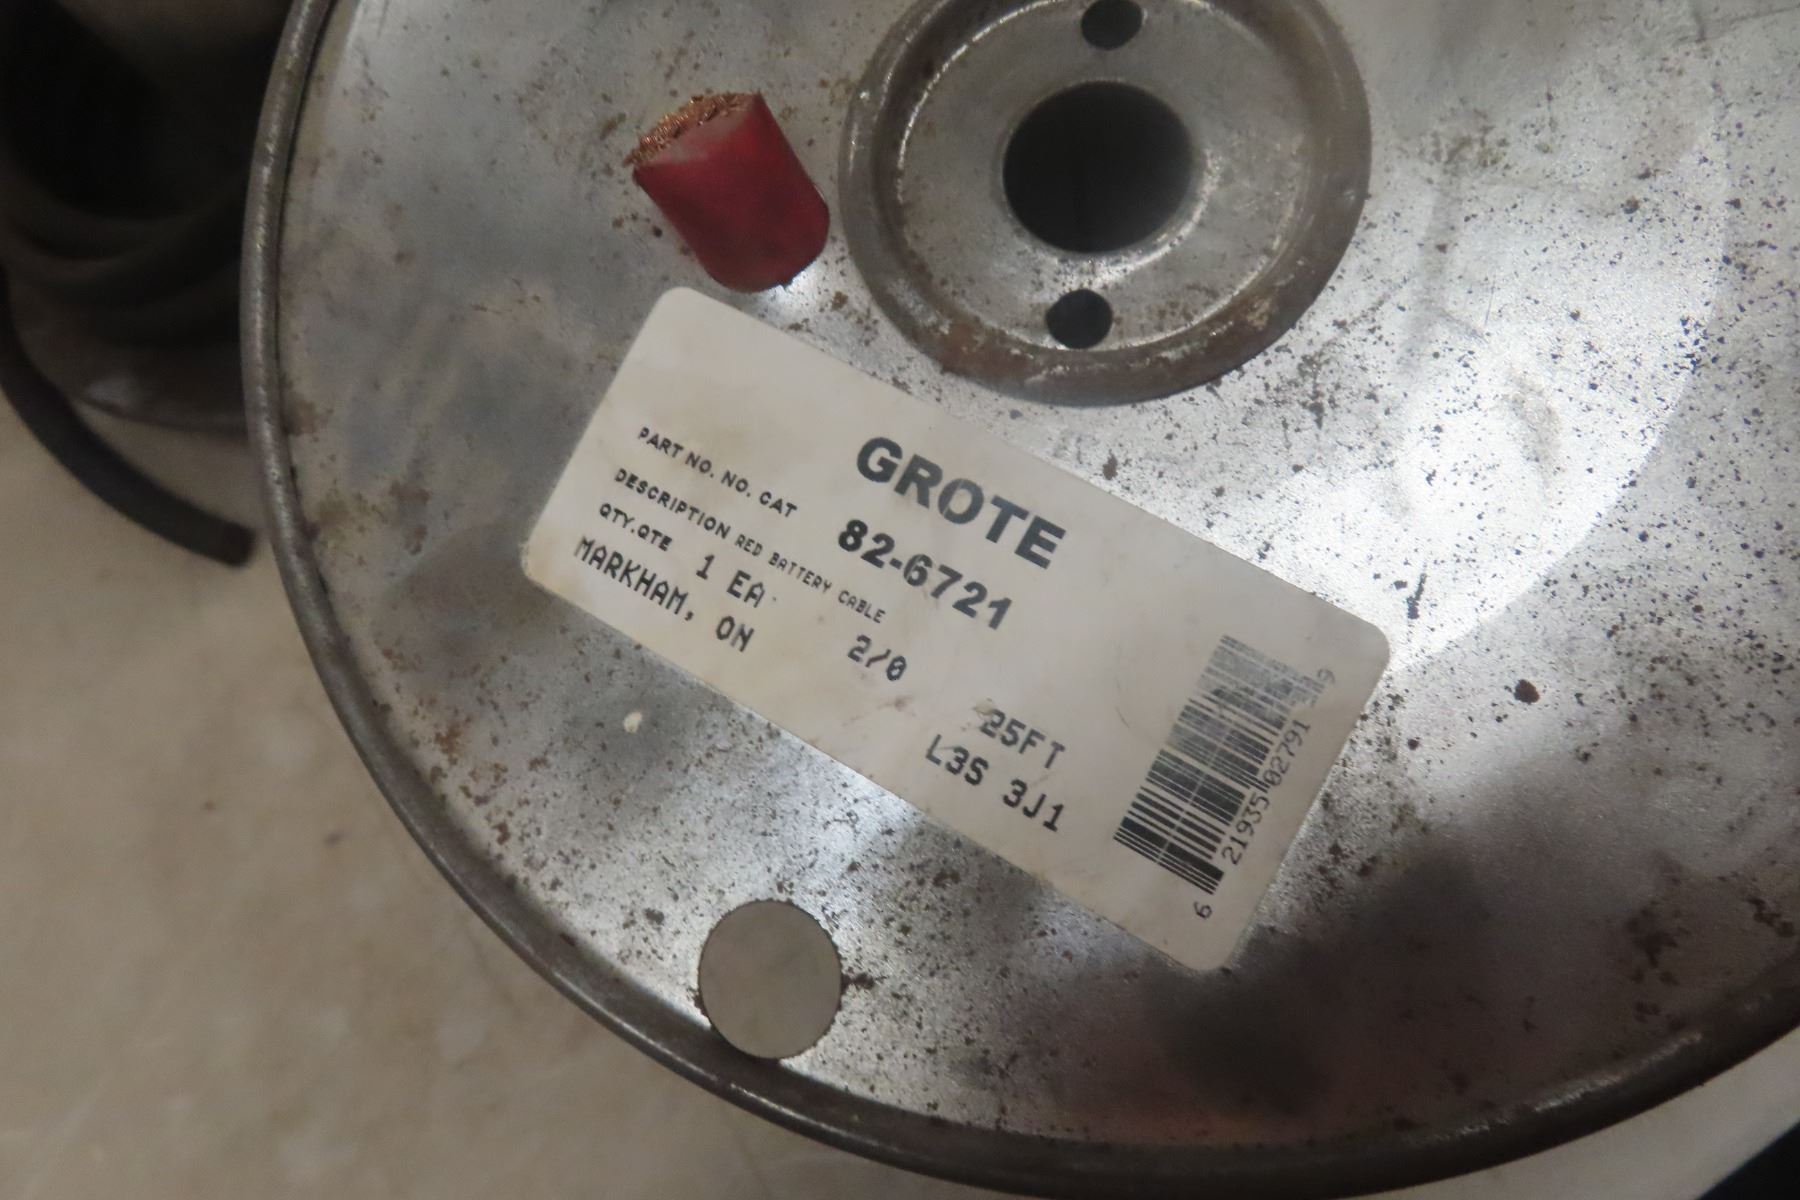 GROTE
PART NO. NO. CAT 82-6721
DESCRIPTION RED BATTERY CABLE
QTY.QTE 1 EA 2/0 25FT
MARKHAM, ON L3S 3J1
6 21935 02791 9